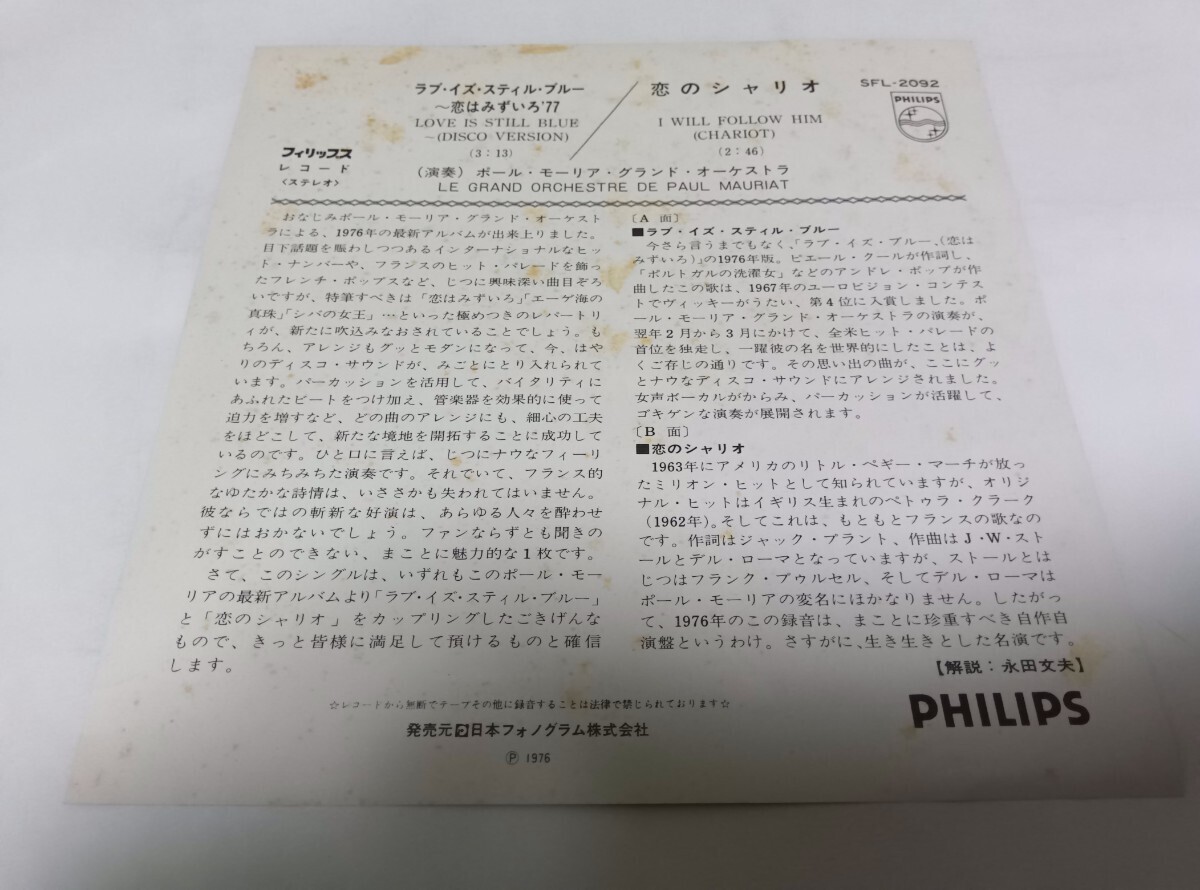 ラブ・イズ・スティル・ブルー
〜恋はみずいろ'77
LOVE IS STILL BLUE
〜(DISCO VERSION)
(3:13)
恋のシャリオ
I WILL FOLLOW HIM
(CHARIOT)
(2:46)
SFL-2092
PHILIPS
フィリップス
レコード
〈ステレオ〉
(演奏) ポール・モーリア・グランド・オーケストラ
LE GRAND ORCHESTRE DE PAUL MAURIAT
おなじみポール・モーリア・グランド・オーケスト
ラによる、1976年の最新アルバムが出来上りました。
目下話題を賑わしつつあるインターナショナルなヒッ
ト・ナンバーや、フランスのヒット・パレードを飾っ
たフレンチ・ポップスなど、じつに興味深い曲目ぞろ
いですが、特筆すべきは「恋はみずいろ」「エーゲ海の
真珠」「シバの女王」…といった極めつきのレパートリ
ィが、新たに吹込みなおされていることでしょう。も
ちろん、アレンジもグッとモダンになって、今、はや
りのディスコ・サウンドが、みごとにとり入れられて
います。パーカッションを活用して、バイタリティに
あふれたビートをつけ加え、管楽器を効果的に使って
迫力を増すなど、どの曲のアレンジにも、細心の工夫
をほどこして、新たな境地を開拓することに成功して
いるのです。ひと口に言えば、じつにナウなフィーリ
ングにみちみちた演奏です。それでいて、フランス的
なゆたかな詩情は、いささかも失われてはいません。
彼ならではの斬新な好演は、あらゆる人々を酔わせ
ずにはおかないでしょう。ファンならずとも聞きの
がすことのできない、まことに魅力的な1枚です。
さて、このシングルは、いずれもこのポール・モー
リアの最新アルバムより「ラブ・イズ・スティル・ブルー」
と「恋のシャリオ」をカップリングしたごきげんな
もので、きっと皆様に満足して頂けるものと確信
します。
〔A 面〕
■ラブ・イズ・スティル・ブルー
今さら言うまでもなく、「ラブ・イズ・ブルー、(恋は
みずいろ)」の1976年版。ピエール・クールが作詞し、
「ポルトガルの洗濯女」などのアンドレ・ポップが作
曲したこの歌は、1967年のユーロビジョン・コンテス
トでヴィッキーがうたい、第4位に入賞しました。ポ
ール・モーリア・グランド・オーケストラの演奏が、
翌年2月から3月にかけて、全米ヒット・パレードの
首位を独走し、一躍彼の名を世界的にしたことは、よ
くご存じの通りです。その思い出の曲が、ここにグッ
とナウなディスコ・サウンドにアレンジされました。
女声ボーカルがからみ、パーカッションが活躍して、
ゴキゲンな演奏が展開されます。
〔B 面〕
■恋のシャリオ
1963年にアメリカのリトル・ペギー・マーチが放っ
たミリオン・ヒットとして知られていますが、オリジ
ナル・ヒットはイギリス生まれのペトゥラ・クラーク
(1962年)。そしてこれは、もともとフランスの歌なの
です。作詞はジャック・プラント、作曲はJ・W・スト
ールとデル・ローマとなっていますが、ストールとは
じつはフランク・プゥルセル、そしてデル・ローマは
ポール・モーリアの変名にほかなりません。したがっ
て、1976年のこの録音は、まことに珍重すべき自作自
演盤というわけ。さすがに、生き生きとした名演です。
【解説:永田文夫】
☆レコードから無断でテープその他に録音することは法律で禁じられております☆
発売元 日本フォノグラム株式会社
Ⓟ 1976
PHILIPS